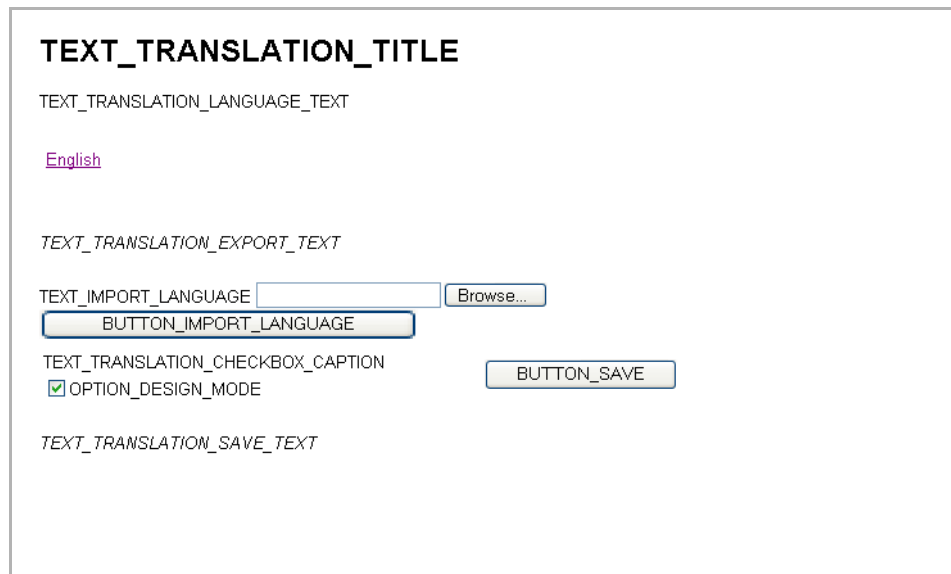 TEXT_TRANSLATION_TITLE
TEXT_TRANSLATION_LANGUAGE_TEXT
English
TEXT_TRANSLATION_EXPORT_TEXT
TEXT_IMPORT_LANGUAGE Browse...
BUTTON_IMPORT_LANGUAGE
TEXT_TRANSLATION_CHECKBOX_CAPTION
BUTTON_SAVE
OPTION_DESIGN_MODE
TEXT_TRANSLATION_SAVE_TEXT